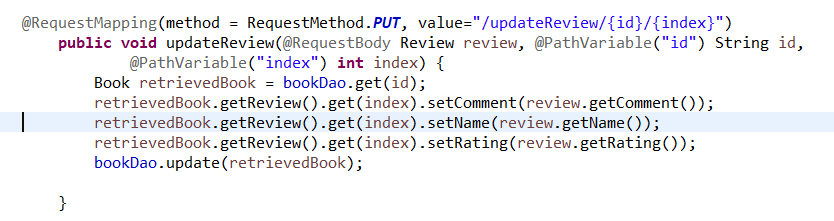 @RequestMapping(method = RequestMethod.PUT, value="/updateReview/{id}/{index}")
public void updateReview(@RequestBody Review review, @PathVariable("id") String id,
@PathVariable("index") int index) {
Book retrievedBook = bookDao.get(id);
retrievedBook.getReview().get(index).setComment(review.getComment());
retrievedBook.getReview().get(index).setName(review.getName());
retrievedBook.getReview().get(index).setRating(review.getRating());
bookDao.update(retrievedBook);
}